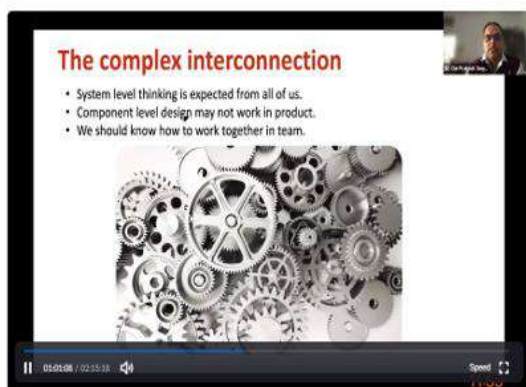 The complex interconnection
• System level thinking is expected from all of us.
• Component level design may not work in product.
• We should know how to work together in team.
01:01:08 / 02:15:18
Speed